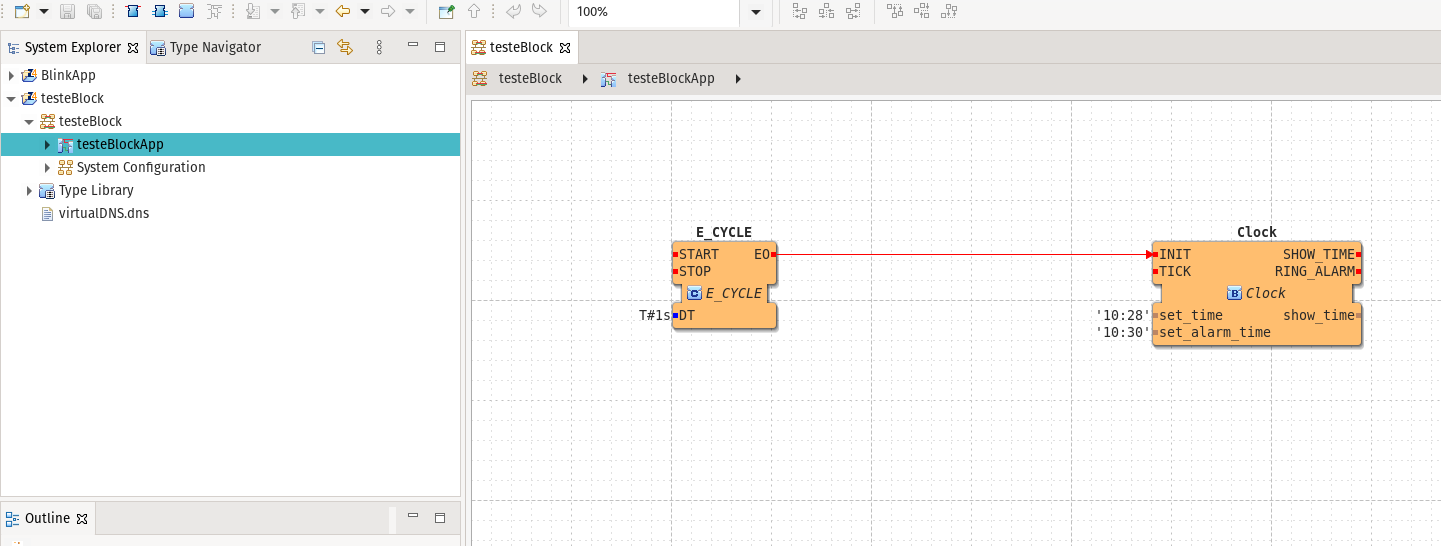 100%
System Explorer
Type Navigator
BlinkApp
testeBlock
testeBlock
testeBlockApp
System Configuration
Type Library
virtualDNS.dns
Outline
testeBlock
testeBlock testeBlockApp
E_CYCLE
START EO
STOP
C E_CYCLE
T#1s DT
Clock
INIT SHOW_TIME
TICK RING_ALARM
B Clock
'10:28' set_time show_time
'10:30' set_alarm_time